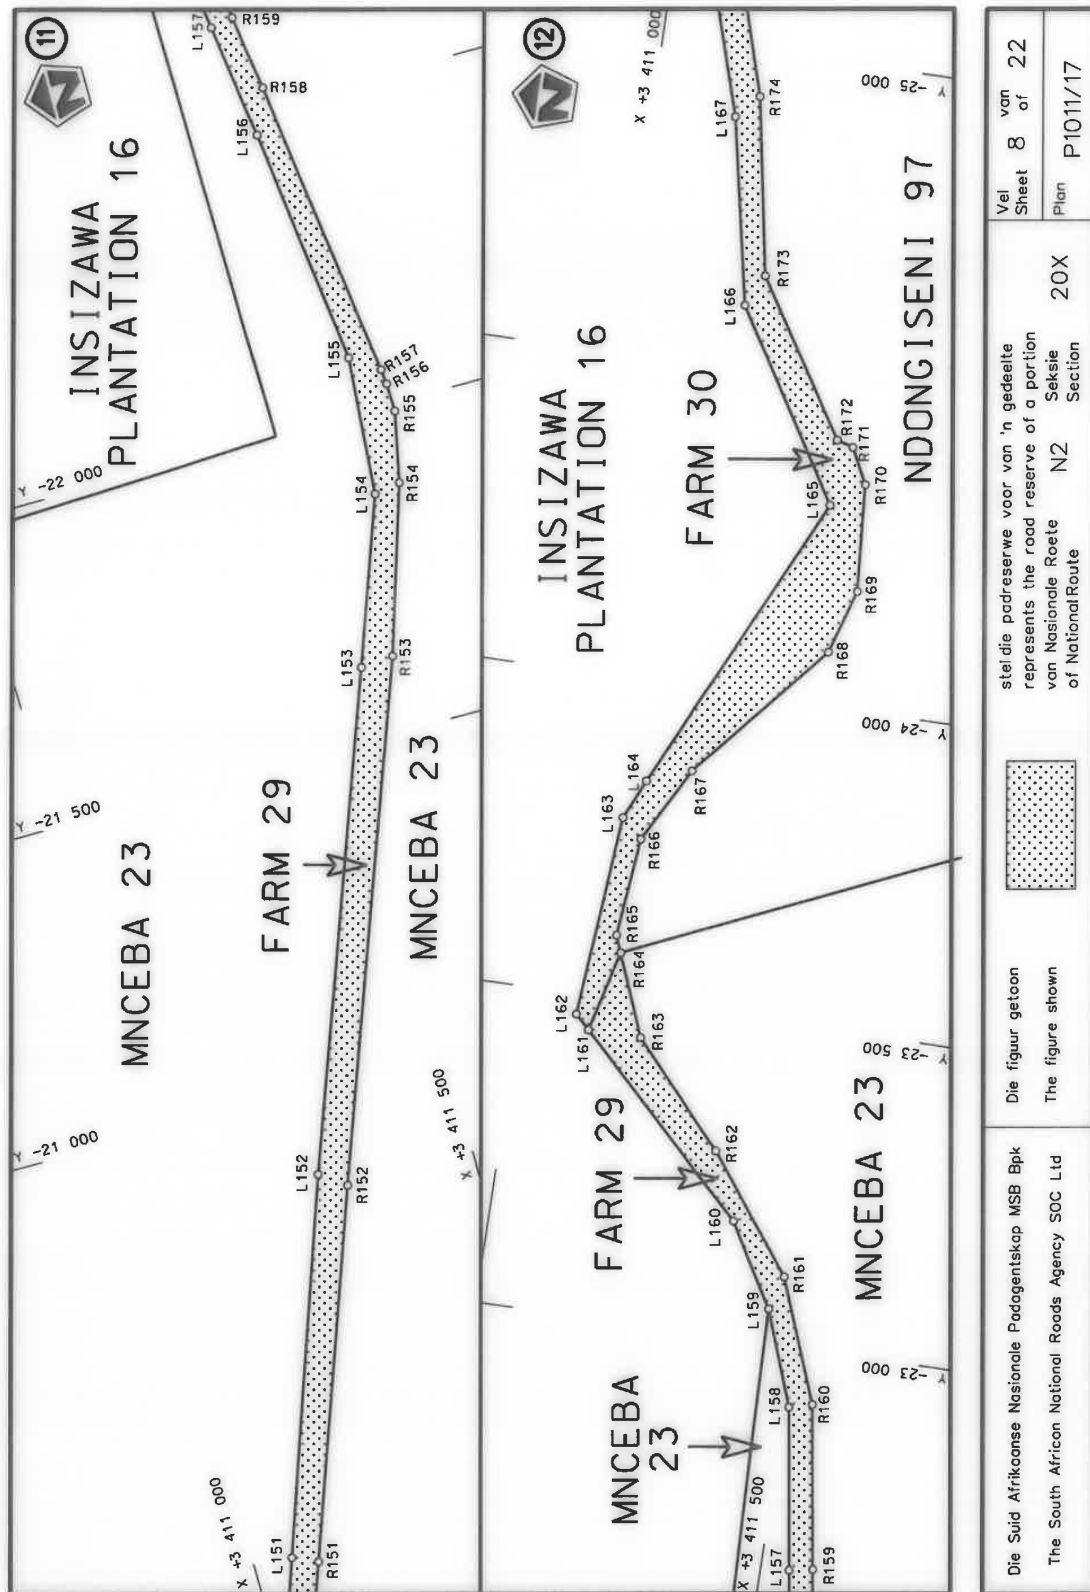 11
N
X +3 411 000
L151
R151
Y -21 000
L152
R152
X +3 411 500
MNCEBA 23
FARM 29
MNCEBA 23
Y -21 500
L153
R153
Y -22 000
L154
R154
R155
R156
R157
L155
INSIZAWA
PLANTATION 16
L156
R158
L157
R159
12
N
X +3 411 500
L157
R159
MNCEBA
23
L158
R160
Y -23 000
L159
R161
L160
R162
FARM 29
MNCEBA 23
L161
L162
R163
R164
R165
Y -23 500
L163
R166
L164
R167
Y -24 000
R168
R169
L165
R170
R171
R172
INSIZAWA
PLANTATION 16
FARM 30
NDONGISENI 97
L166
R173
L167
R174
X +3 411 000
Y -25 000
Die Suid Afrikaanse Nasionale Padagentskap MSB Bpk
The South African National Roads Agency SOC Ltd
Die figuur getoon
The figure shown
stel die padreserwe voor van 'n gedeelte
represents the road reserve of a portion
van Nasionale Roete N2 Seksie 20X
of National Route Section
Vel 8 van 22
Sheet of
Plan P1011/17